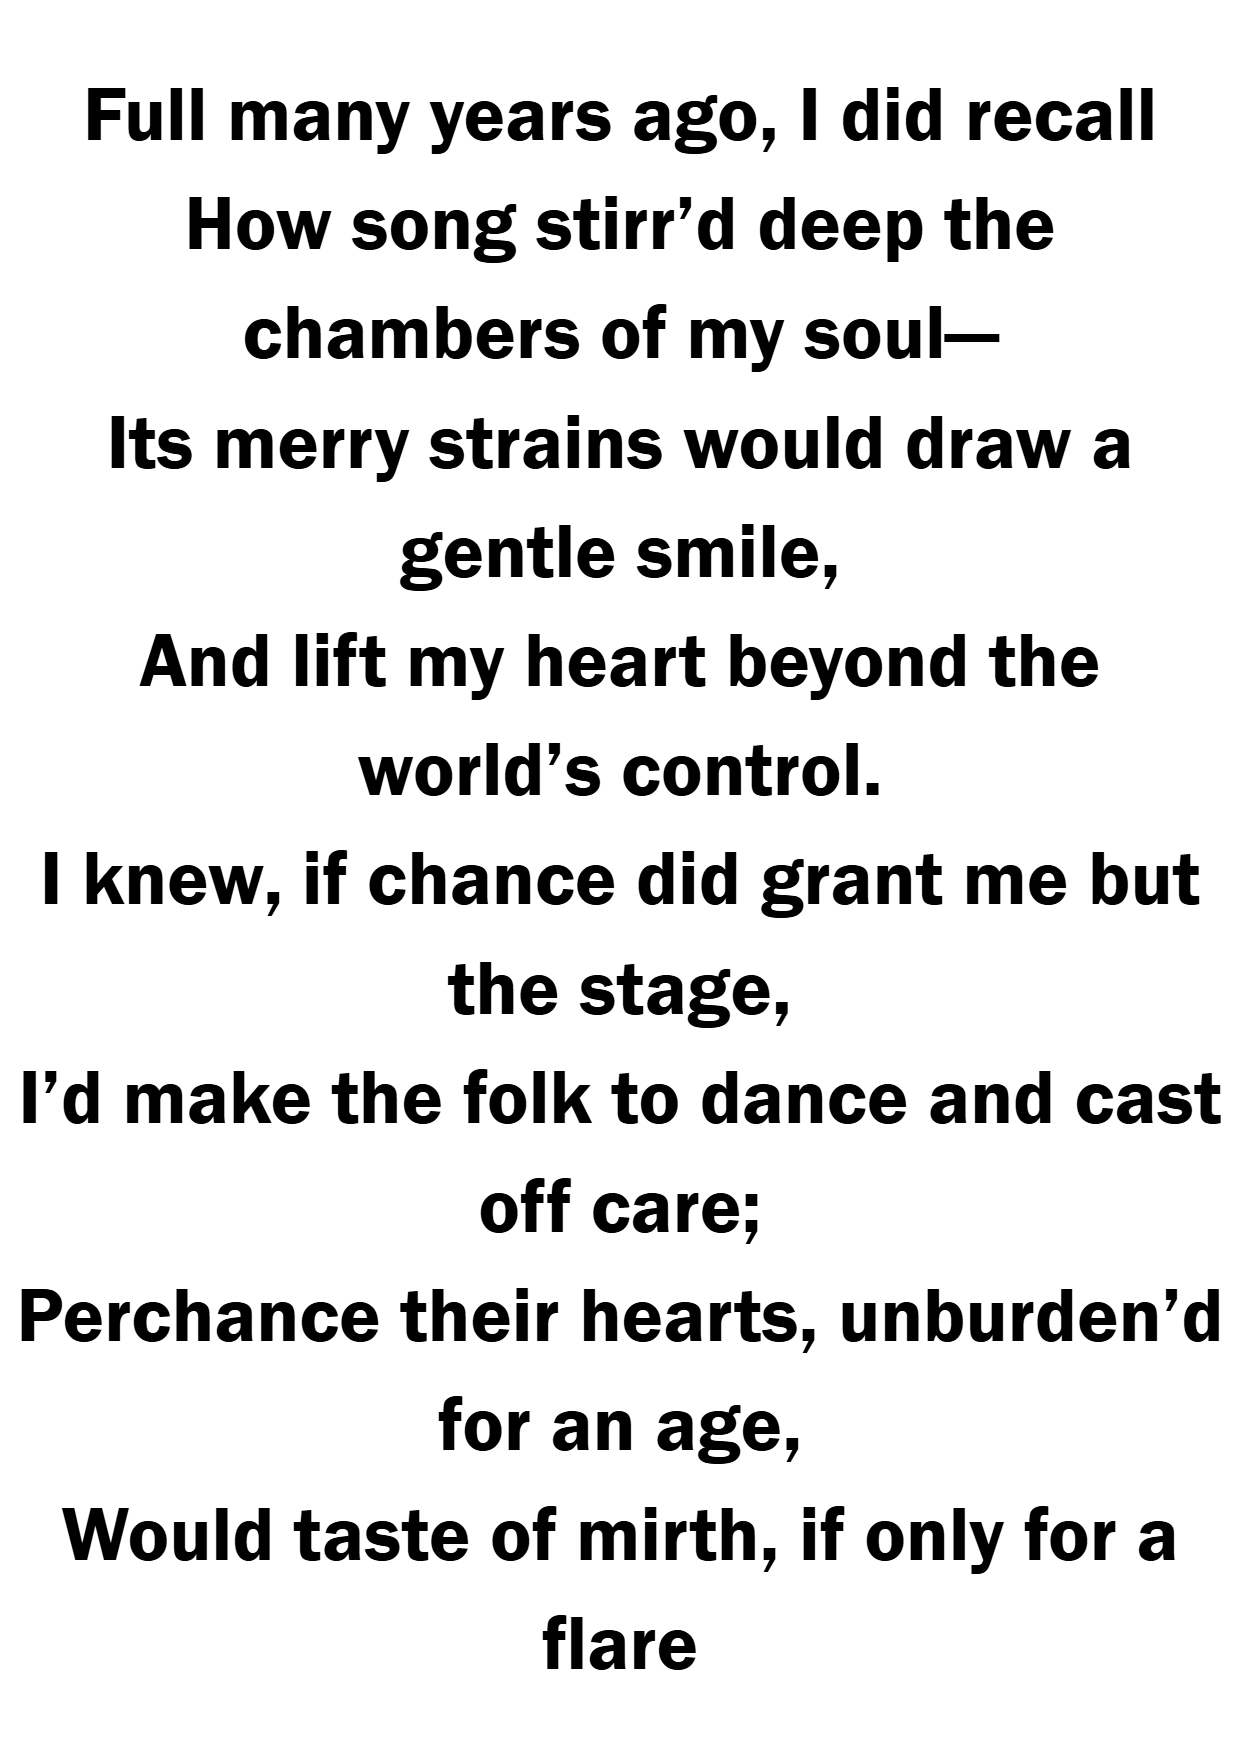 Full many years ago, I did recall
How song stirr’d deep the
chambers of my soul—
Its merry strains would draw a
gentle smile,
And lift my heart beyond the
world’s control.
I knew, if chance did grant me but
the stage,
I’d make the folk to dance and cast
off care;
Perchance their hearts, unburden’d
for an age,
Would taste of mirth, if only for a
flare